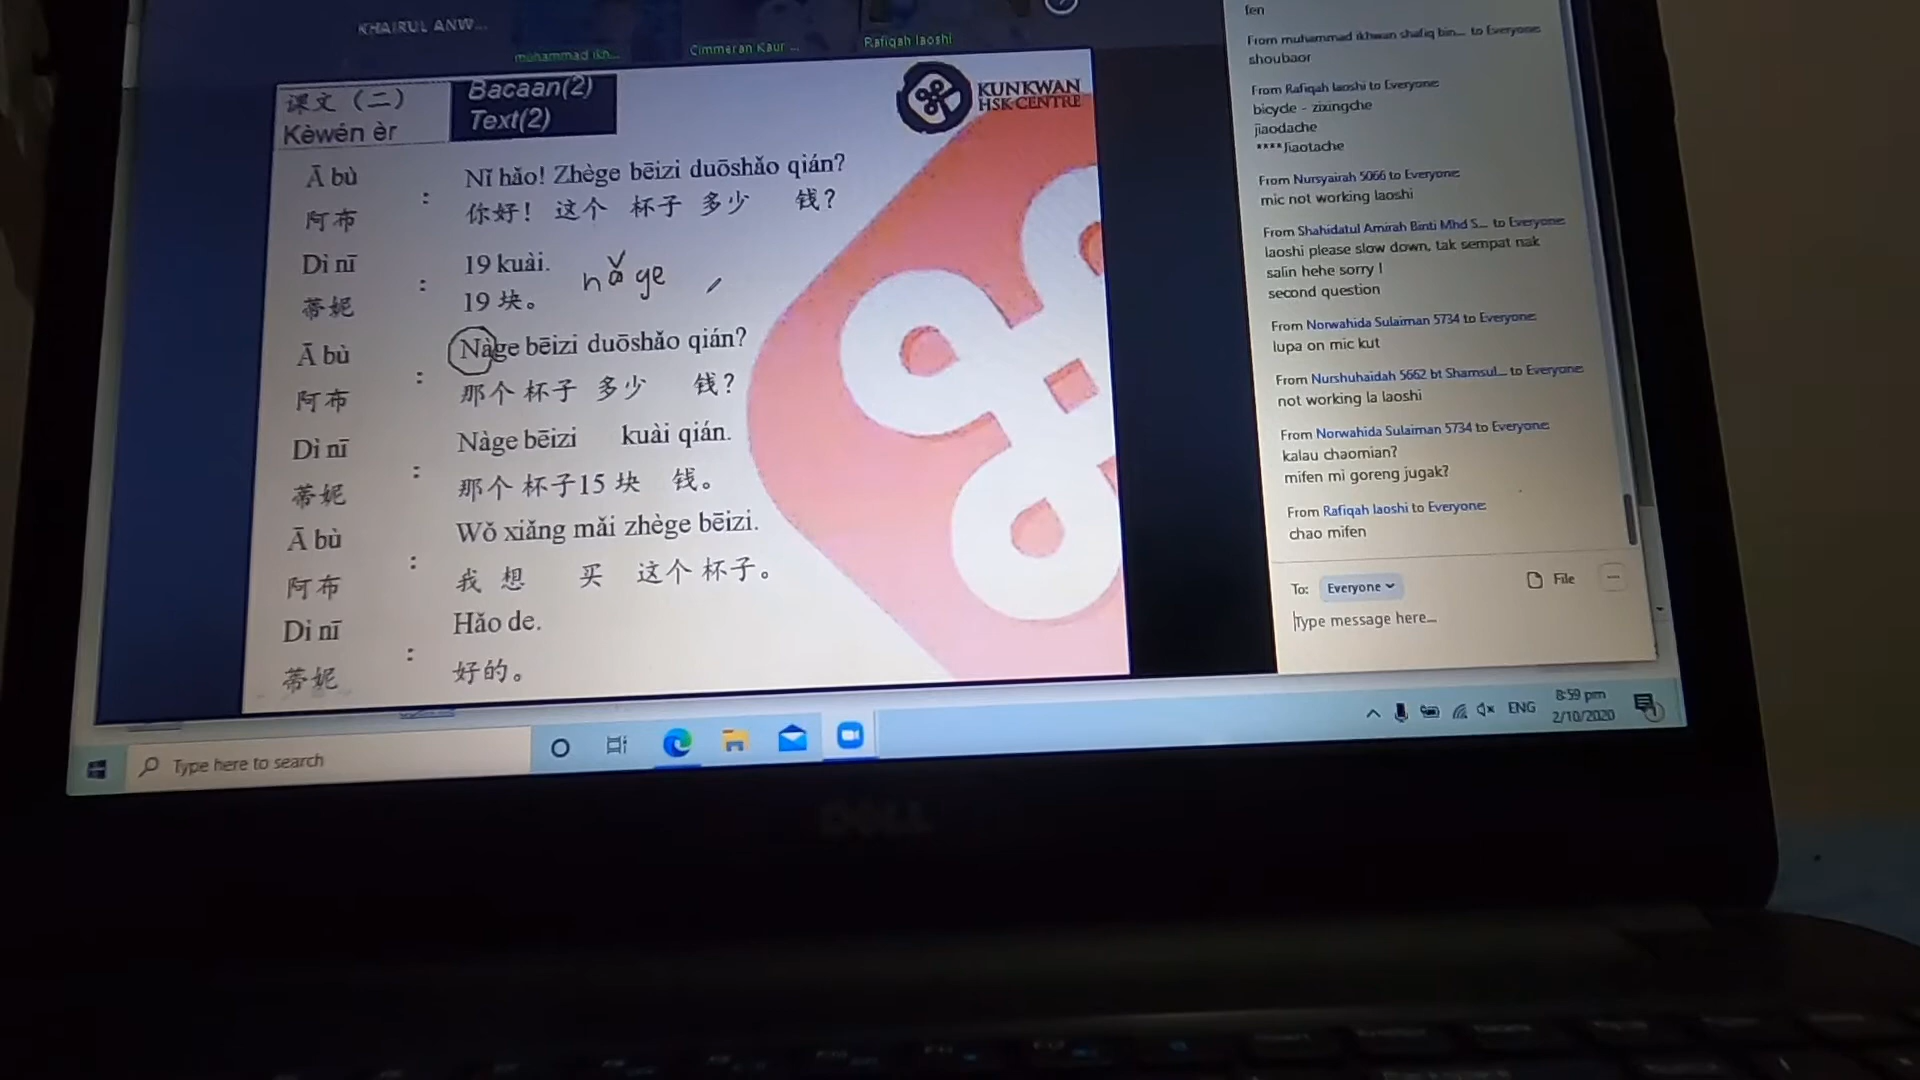 KHAIRUL ANW...
muhammad ikh...
Cimmeran Kaur ...
Rafiqah laoshi
课文（二）
Kèwén èr
Bacaan(2)
Text(2)
KUNKWAN
HSK CENTRE
Ā bù
阿布
:
Nǐ hǎo! Zhège bēizi duōshǎo qián?
你好！ 这个 杯子 多少 钱？
Dì nī
蒂妮
:
19 kuài.
19 块。
nǎge
Ā bù
阿布
:
Nàge bēizi duōshǎo qián?
那个 杯子 多少 钱？
Dì nī
蒂妮
:
Nàge bēizi kuài qián.
那个 杯子15 块 钱。
Ā bù
阿布
:
Wǒ xiǎng mǎi zhège bēizi.
我 想 买 这个 杯子。
Dì nī
蒂妮
:
Hǎo de.
好的。
fen
From muhammad ikhwan shafiq bin... to Everyone:
shoubaor
From Rafiqah laoshi to Everyone:
bicycle - zixingche
jiaodache
****Jiaotache
From Nursyairah 5066 to Everyone:
mic not working laoshi
From Shahidatul Amirah Binti Mhd S... to Everyone:
laoshi please slow down, tak sempat nak
salin hehe sorry !
second question
From Norwahida Sulaiman 5734 to Everyone:
lupa on mic kut
From Nurshuhaidah 5662 bt Shamsul... to Everyone:
not working la laoshi
From Norwahida Sulaiman 5734 to Everyone:
kalau chaomian?
mifen mi goreng jugak?
From Rafiqah laoshi to Everyone:
chao mifen
To: Everyone
File
Type message here...
Type here to search
ENG
8:59 pm
2/10/2020
1
DELL